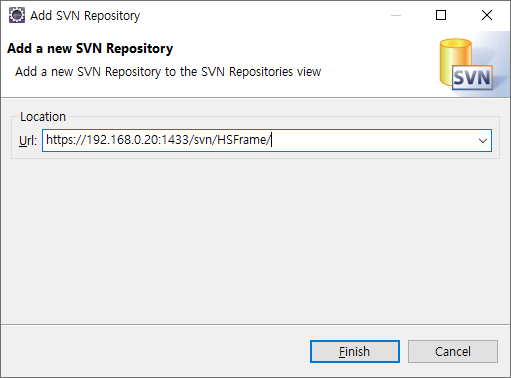 Add SVN Repository
Add a new SVN Repository
Add a new SVN Repository to the SVN Repositories view
SVN
Location
Url: https://192.168.0.20:1433/svn/HSFrame/
Finish Cancel